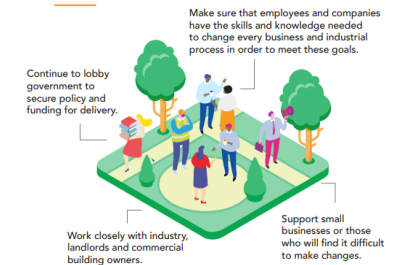 Make sure that employees and companies
have the skills and knowledge needed
to change every business and industrial
process in order to meet these goals.
Continue to lobby
government to
secure policy and
funding for delivery.
Work closely with industry,
landlords and commercial
building owners.
Support small
businesses or those
who will find it difficult
to make changes.